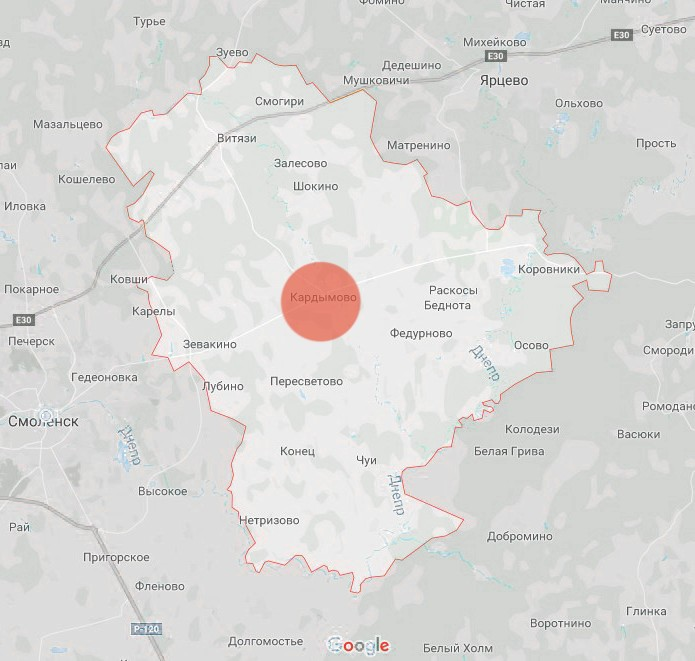 Фомино
Чистая
Манчино
Турье
E30
Суетово
Михейково
Зуево
E30
Дедешино
Мушковичи
Ярцево
Смогири
Ольхово
Мазальцево
Витязи
Матренино
Прость
Залесово
Кошелево
Шокино
Иловка
Ковши
Коровники
Покарное
Раскосы
Кардымово
Беднота
Карелы
E30
Федурново
Печерск
Зевакино
Осово
Днепр
Гедеоновка
Лубино
Пересветово
Смоленск
Колодези
Васюки
Днепр
Конец
Белая Грива
Чуи
Высокое
Днепр
Нетризово
Рай
Добромино
Пригорское
Фленово
Глинка
Воротнино
Р-120
Долгомостье
Google
Белый Холм